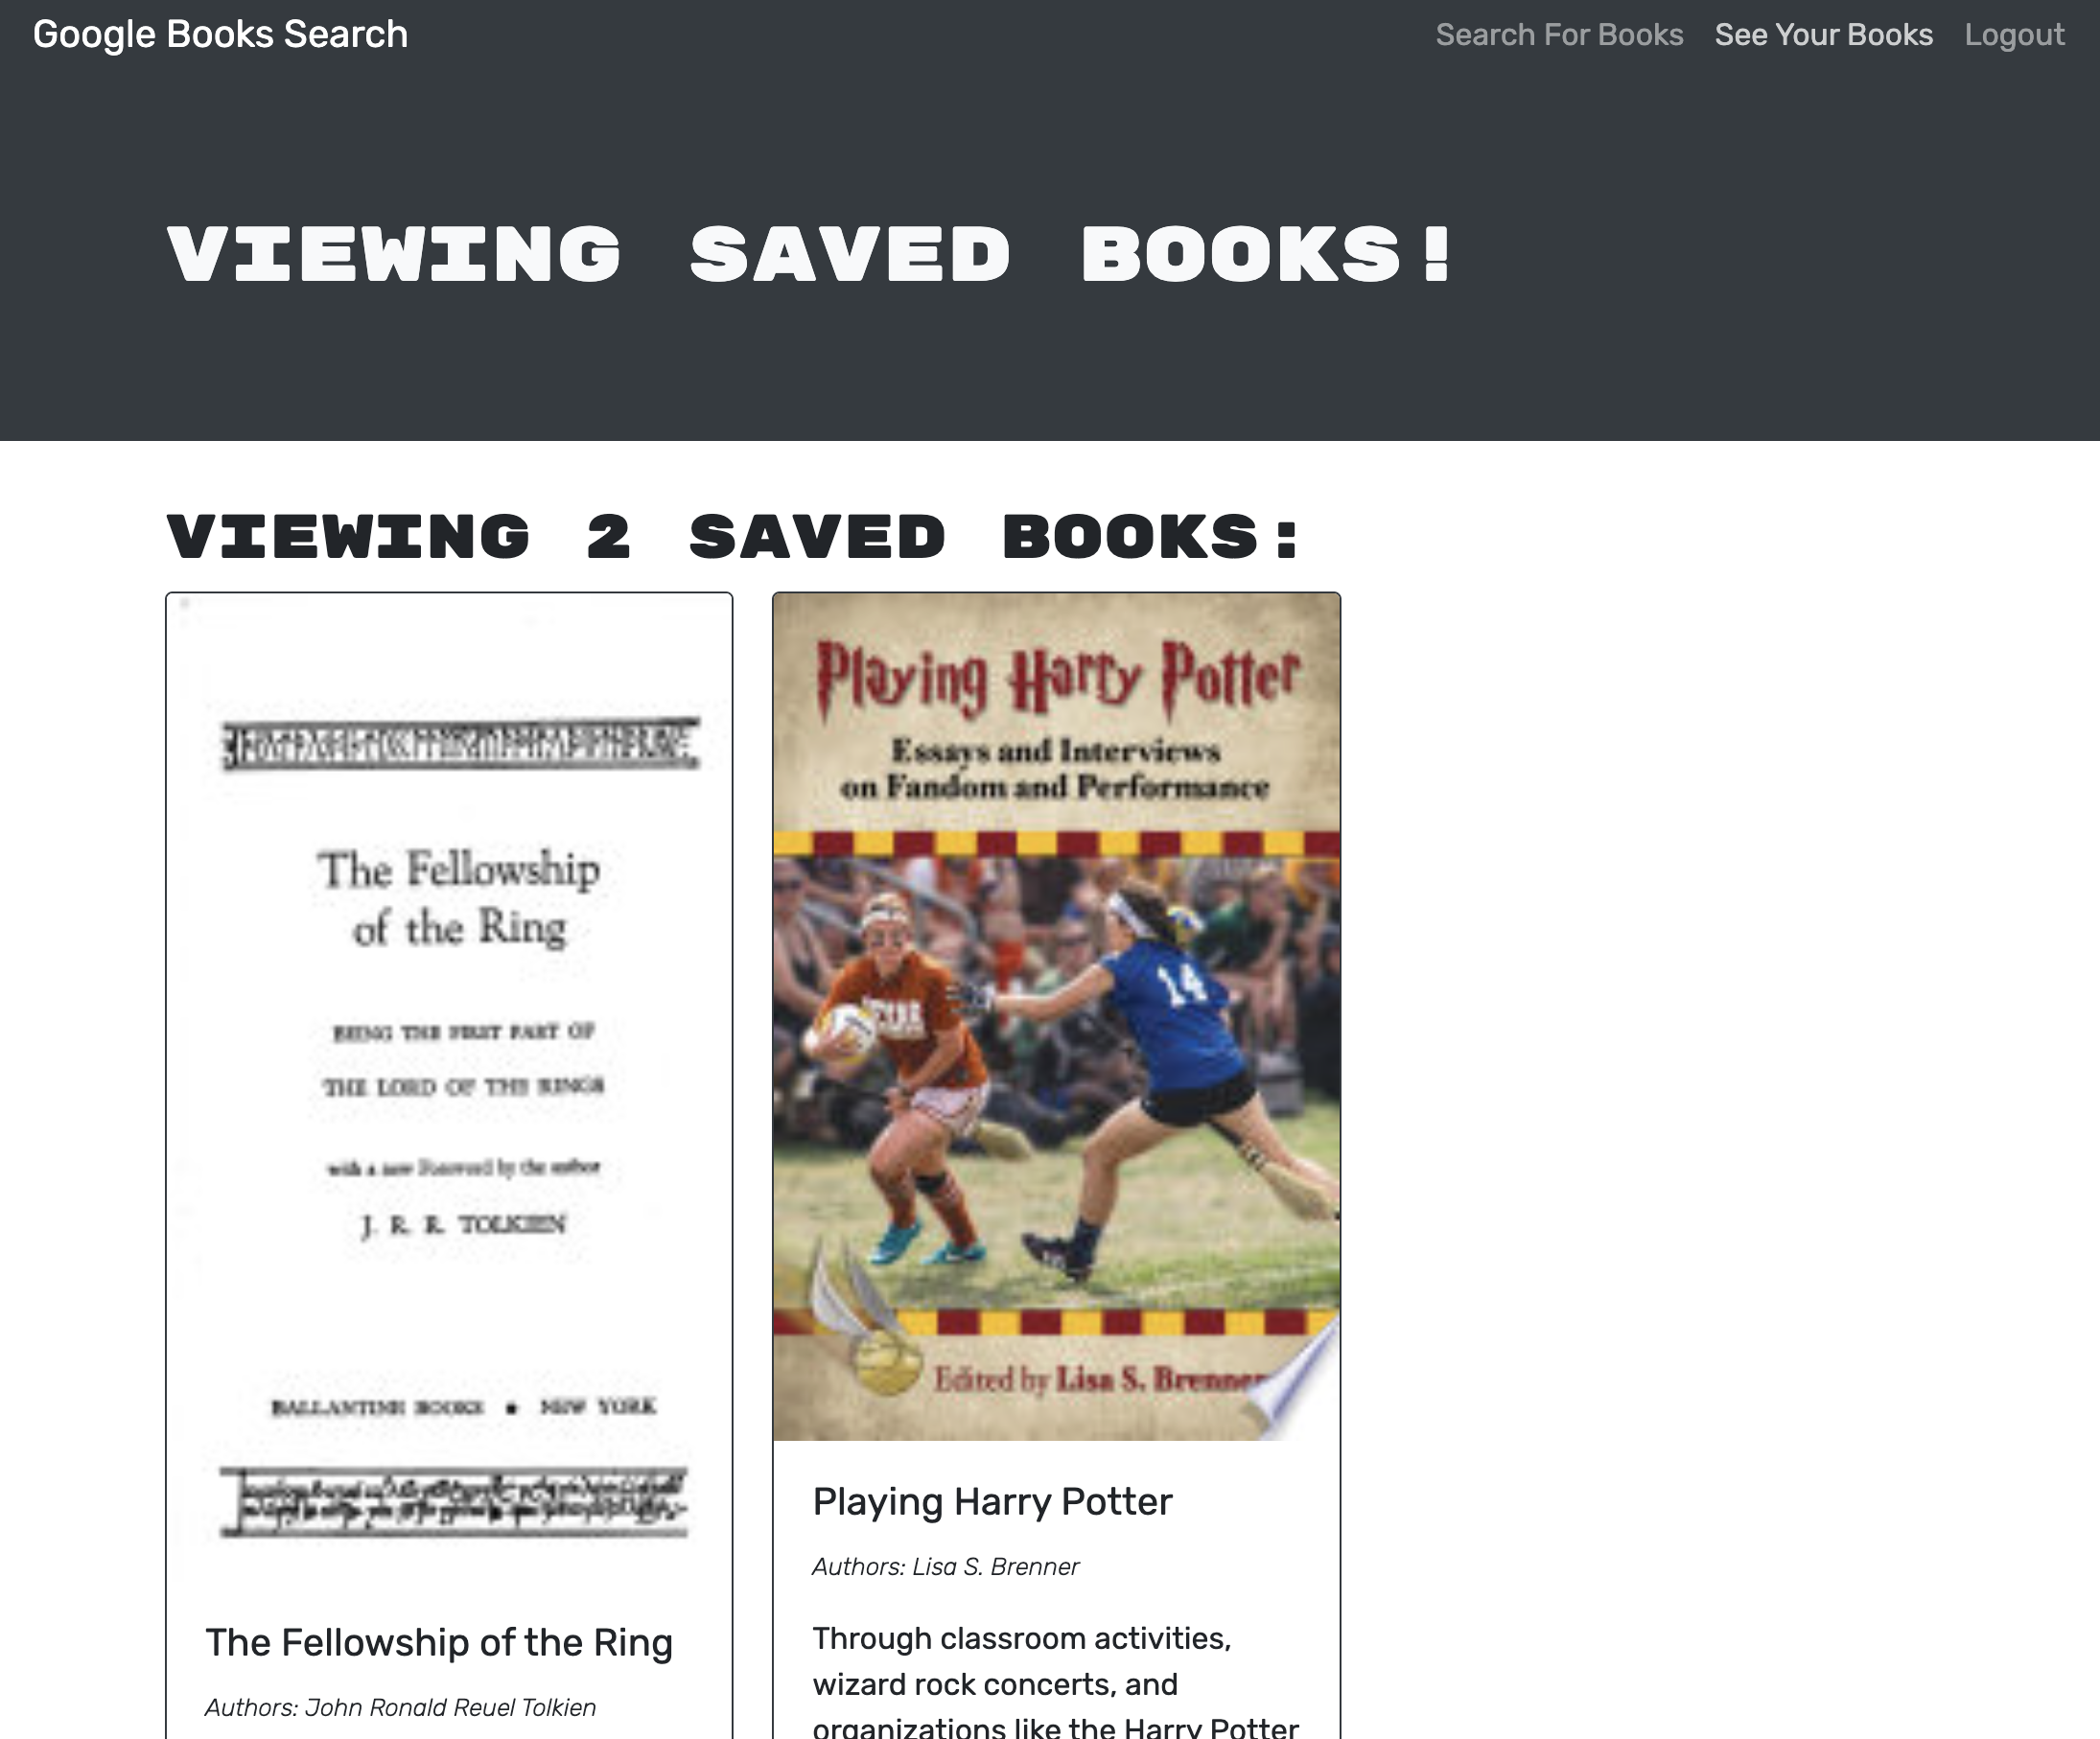 Google Books Search
Search For Books See Your Books Logout
VIEWING SAVED BOOKS!
VIEWING 2 SAVED BOOKS:
The Fellowship
of the Ring
BEING THE FIRST PART OF
THE LORD OF THE RINGS
with a new Foreword by the author
J. R. R. TOLKIEN
BALLANTINE BOOKS • NEW YORK
The Fellowship of the Ring
Authors: John Ronald Reuel Tolkien
Playing Harry Potter
Essays and Interviews
on Fandom and Performance
14
Edited by Lisa S. Brenner
Playing Harry Potter
Authors: Lisa S. Brenner
Through classroom activities,
wizard rock concerts, and
organizations like the Harry Potter